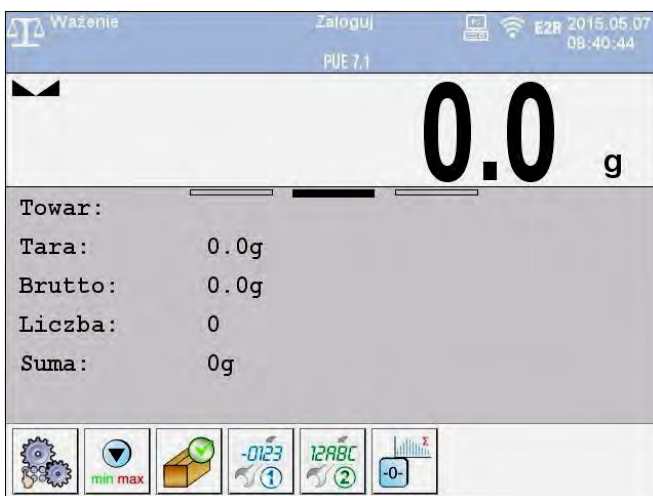 Ważenie Zaloguj PC E2R 2015.05.07
08:40:44
PUE 7.1
0.0 g
Towar:
Tara: 0.0g
Brutto: 0.0g
Liczba: 0
Suma: 0g
min max -0123 1 12ABC 2 Σ -0-